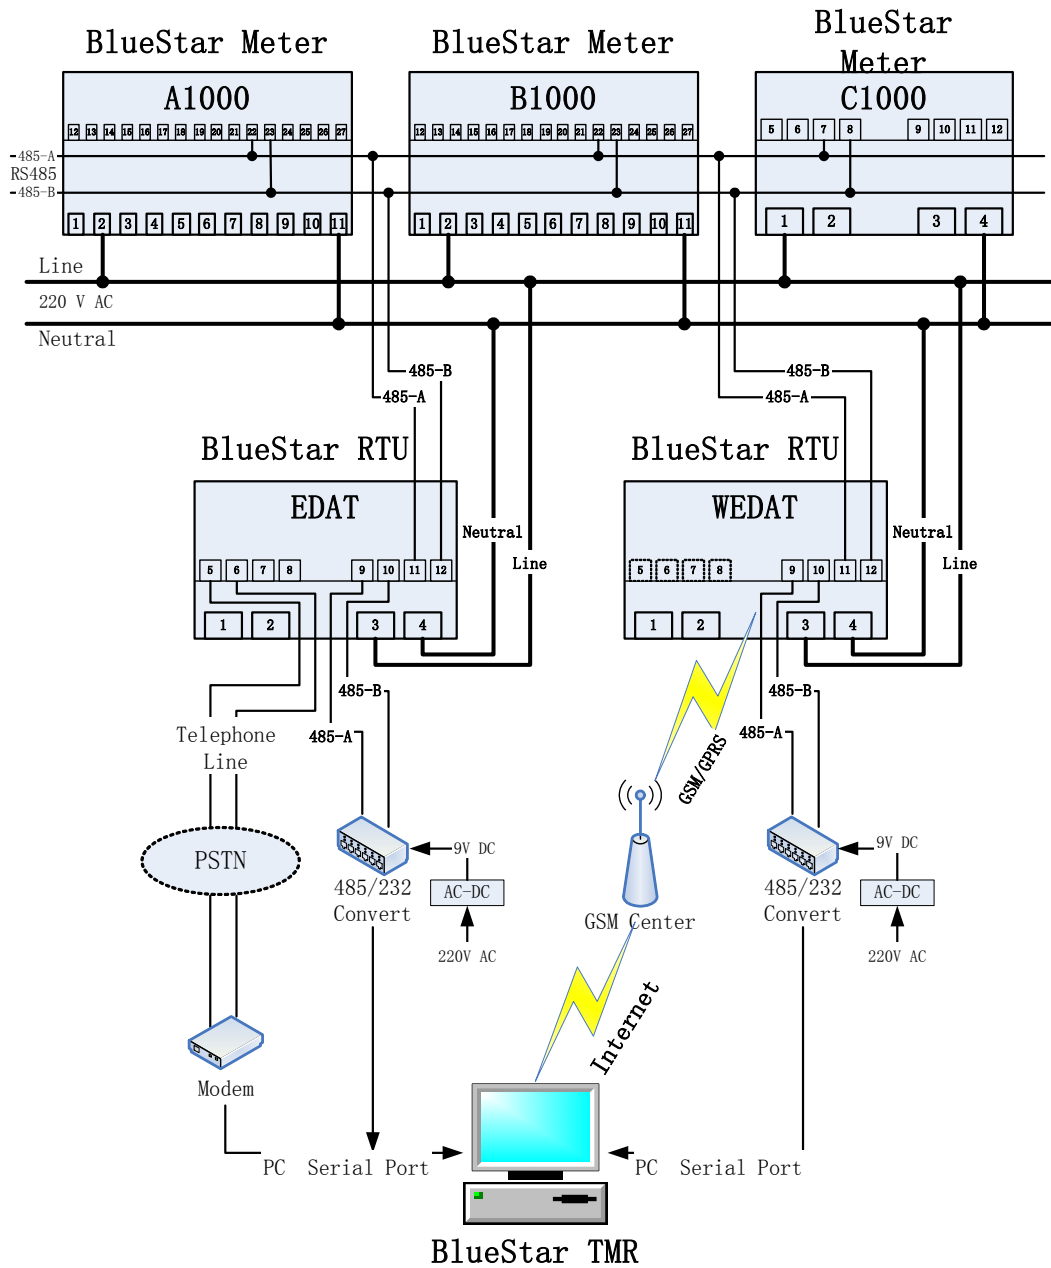 BlueStar Meter
BlueStar Meter
BlueStar
Meter
A1000
B1000
C1000
12 13 14 15 16 17 18 19 20 21 22 23 24 25 26 27
12 13 14 15 16 17 18 19 20 21 22 23 24 25 26 27
5 6 7 8 9 10 11 12
485-A
RS485
485-B
1 2 3 4 5 6 7 8 9 10 11
1 2 3 4 5 6 7 8 9 10 11
1 2 3 4
Line
220 V AC
Neutral
485-B
485-A
485-B
485-A
BlueStar RTU
BlueStar RTU
EDAT
WEDAT
Neutral
Line
Neutral
Line
5 6 7 8 9 10 11 12
5 6 7 8 9 10 11 12
1 2 3 4
1 2 3 4
485-B
485-A
485-B
485-A
Telephone
Line
GSM/GPRS
PSTN
9V DC
9V DC
485/232
Convert
AC-DC
485/232
Convert
AC-DC
GSM Center
220V AC
220V AC
Internet
Modem
PC Serial Port
PC Serial Port
BlueStar TMR